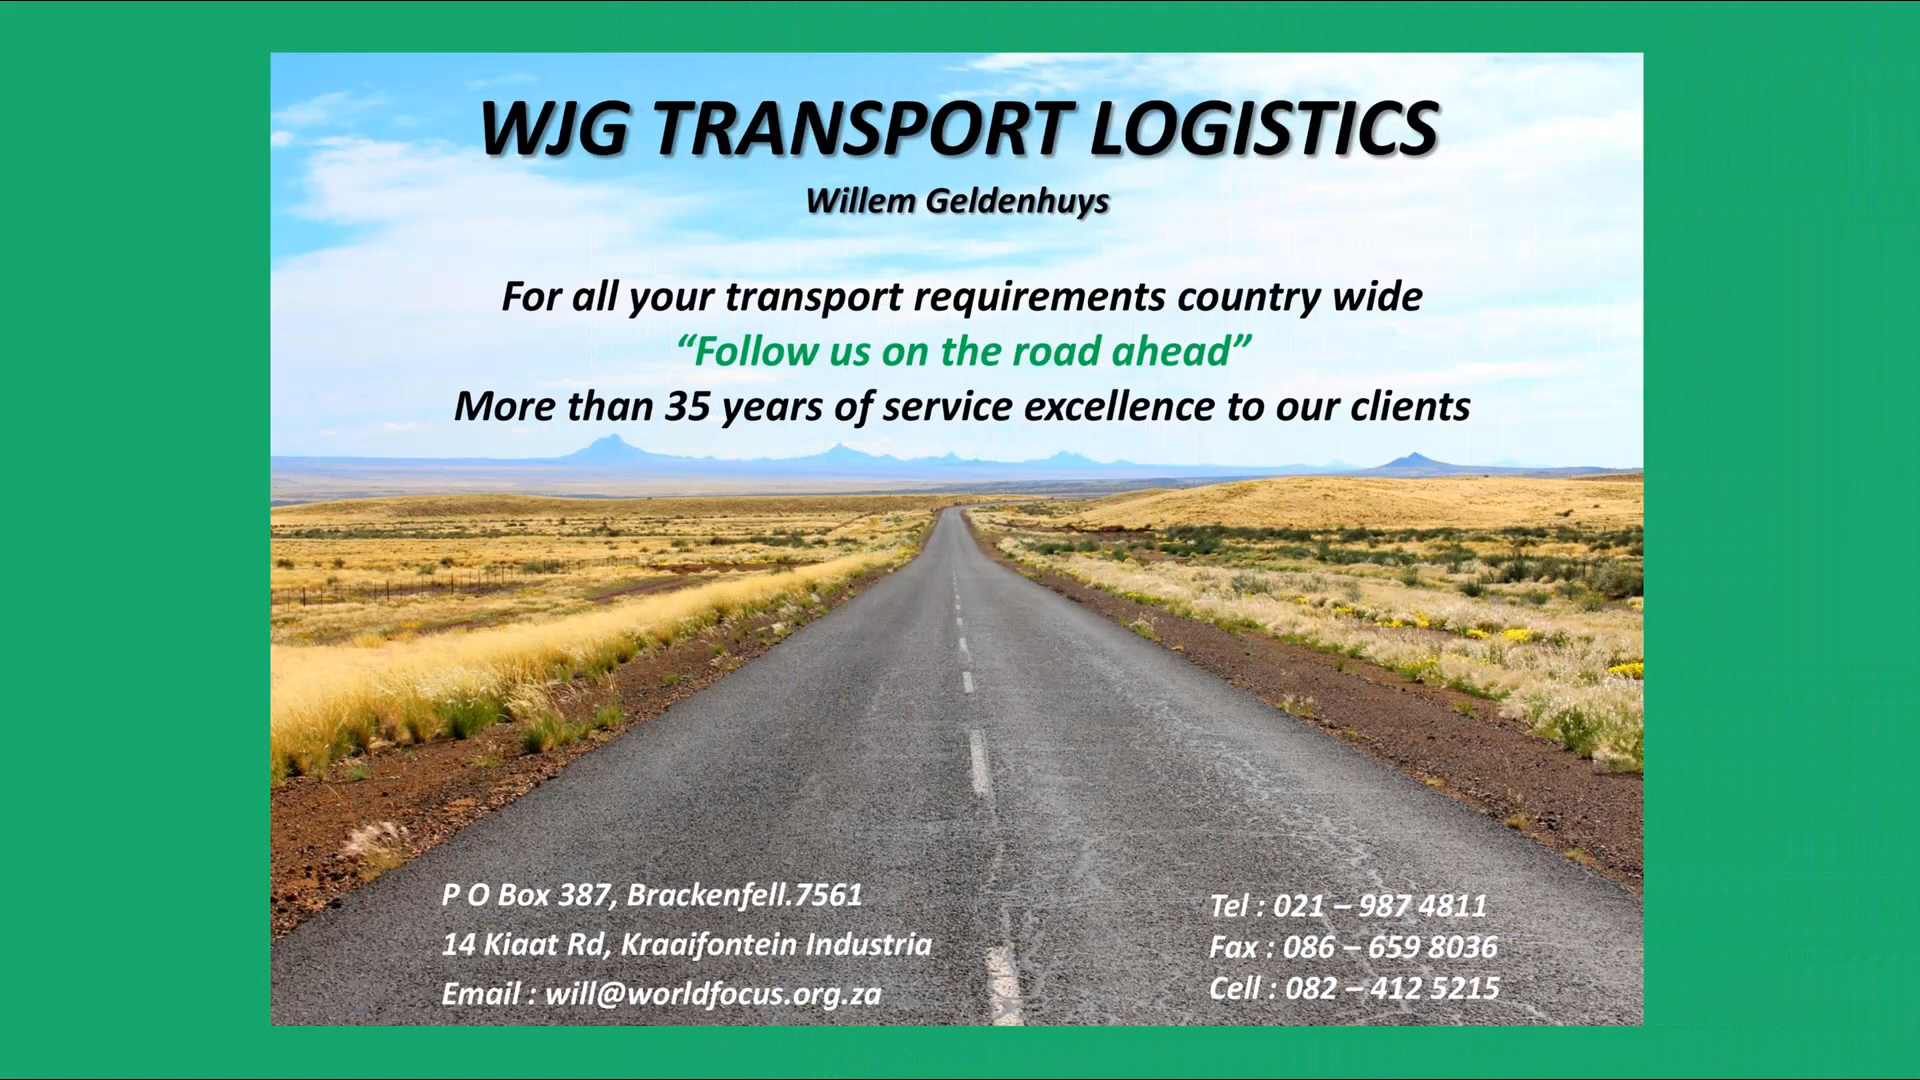 WJG TRANSPORT LOGISTICS
Willem Geldenhuys
For all your transport requirements country wide
“Follow us on the road ahead”
More than 35 years of service excellence to our clients
P O Box 387, Brackenfell.7561
14 Kiaat Rd, Kraaifontein Industria
Email : will@worldfocus.org.za
Tel : 021 – 987 4811
Fax : 086 – 659 8036
Cell : 082 – 412 5215